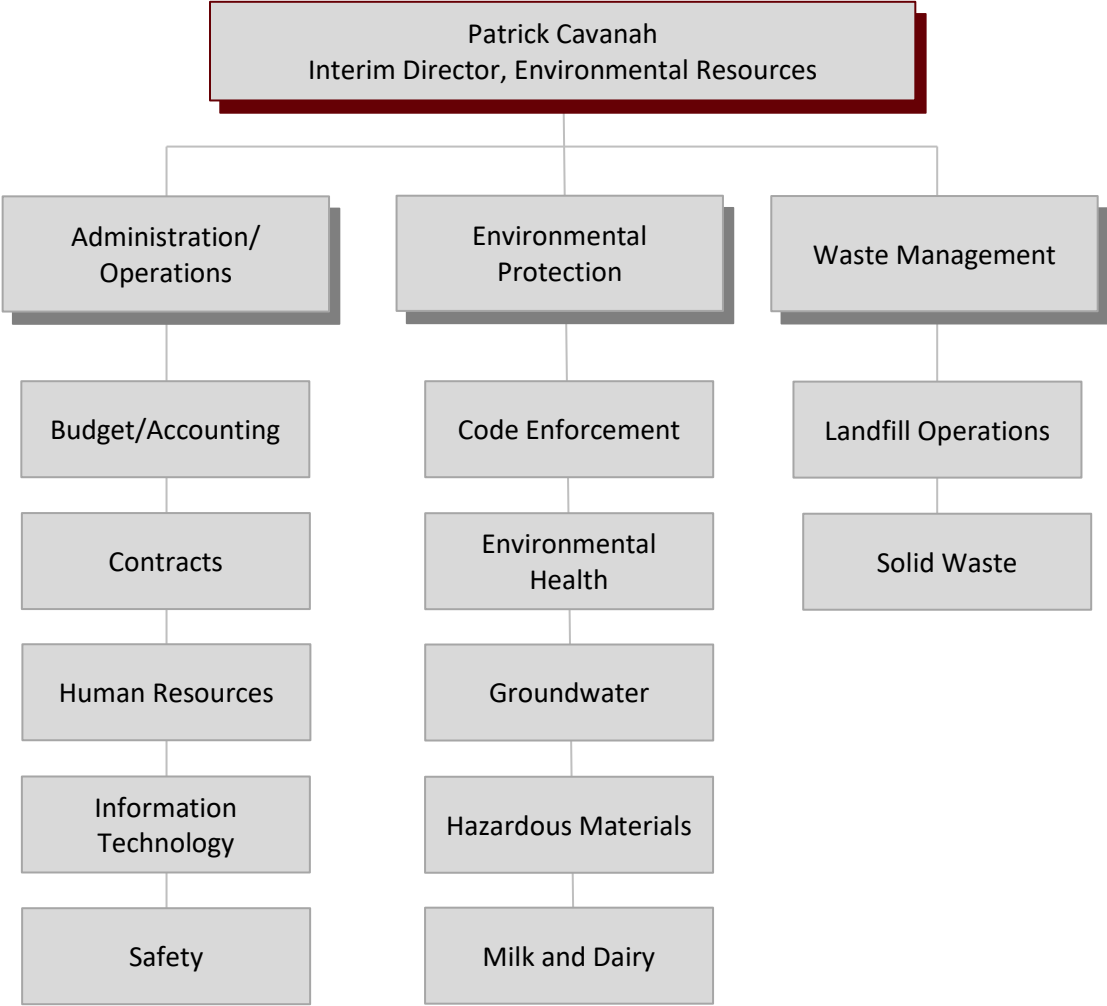 Patrick Cavanah
Interim Director, Environmental Resources
Administration/
Operations
Environmental
Protection
Waste Management
Budget/Accounting
Code Enforcement
Landfill Operations
Contracts
Environmental
Health
Solid Waste
Human Resources
Groundwater
Information
Technology
Hazardous Materials
Safety
Milk and Dairy